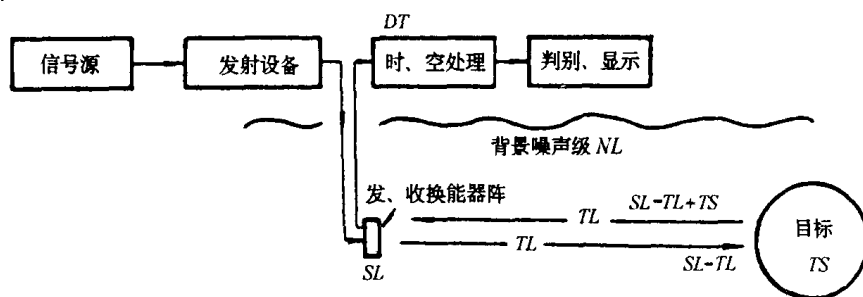 DT
信号源
发射设备
时、空处理
判别、显示
背景噪声级 NL
发、收换能器阵
TL
SL-TL+TS
目标
TL
SL-TL
TS
SL